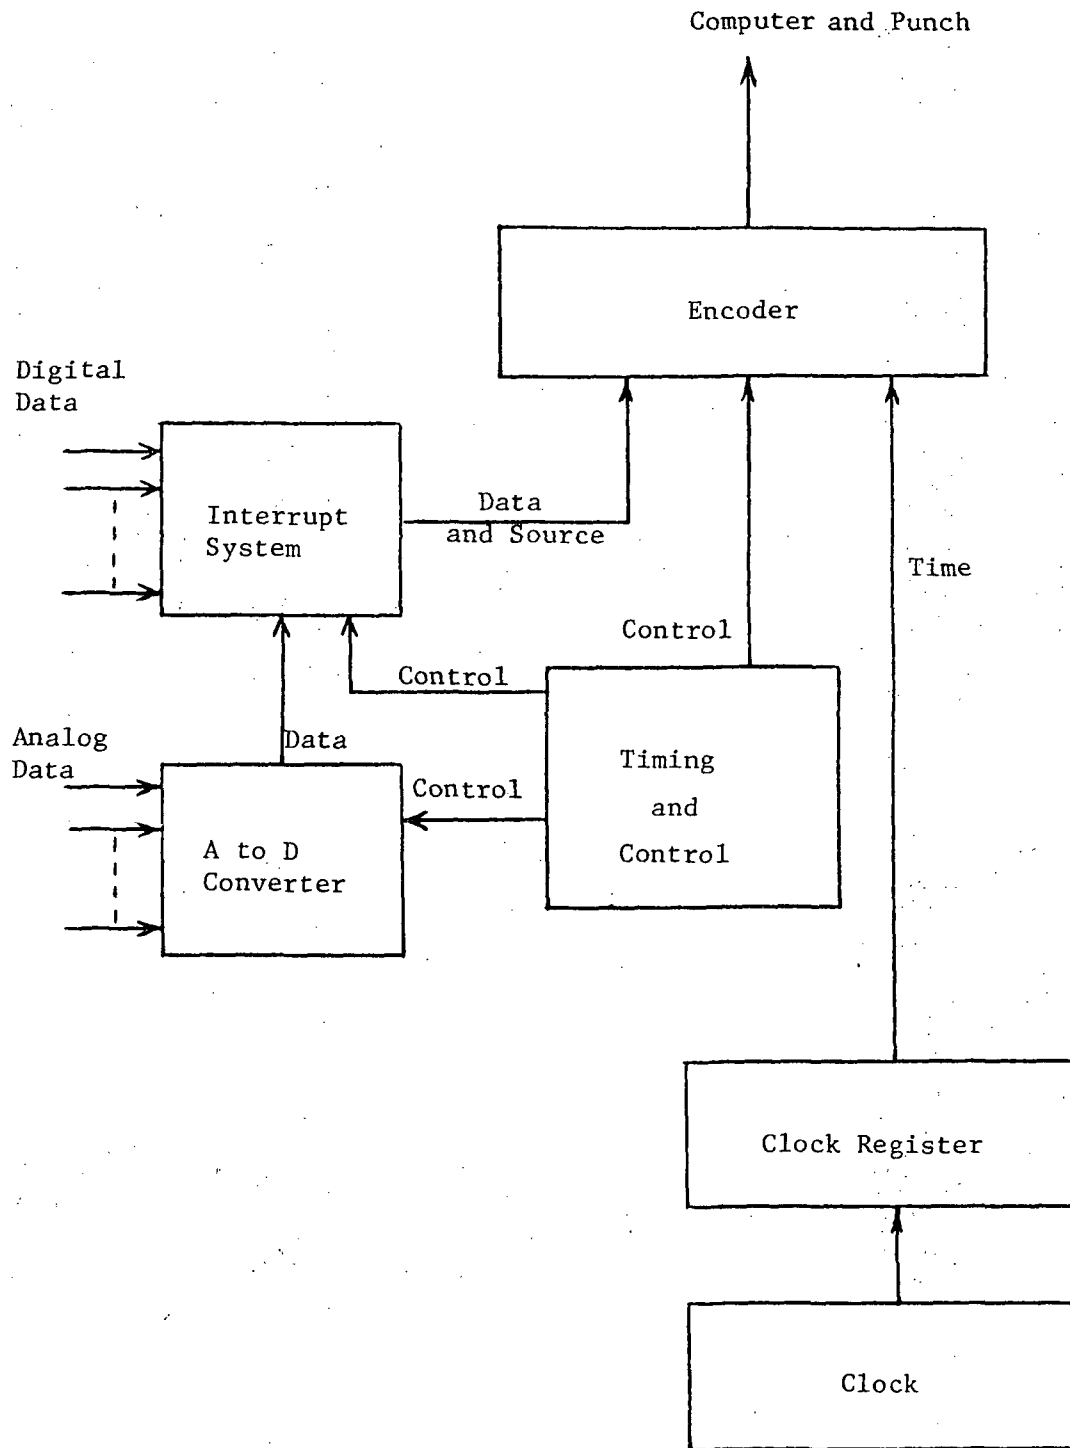 Computer and Punch
Encoder
Digital
Data
Interrupt
System
Data
and Source
Time
Control
Control
Analog
Data
Data
Control
Timing
and
Control
A to D
Converter
Clock Register
Clock